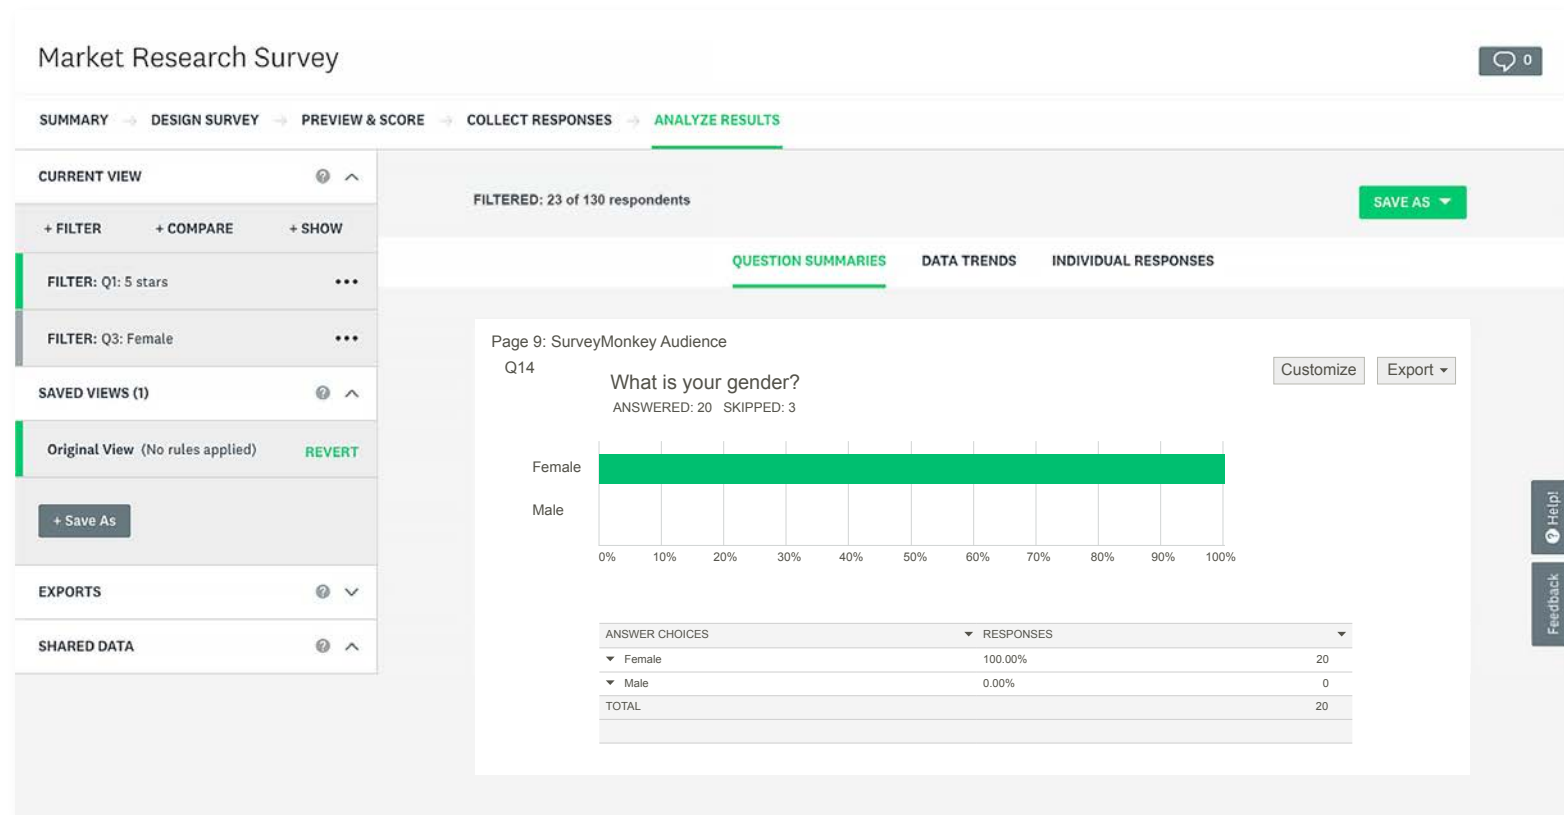 Market Research Survey
0
SUMMARY DESIGN SURVEY PREVIEW & SCORE COLLECT RESPONSES ANALYZE RESULTS
CURRENT VIEW
+ FILTER + COMPARE + SHOW
FILTER: Q1: 5 stars
FILTER: Q3: Female
SAVED VIEWS (1)
Original View (No rules applied) REVERT
+ Save As
EXPORTS
SHARED DATA
FILTERED: 23 of 130 respondents
SAVE AS
QUESTION SUMMARIES DATA TRENDS INDIVIDUAL RESPONSES
Page 9: SurveyMonkey Audience
Q14
Customize Export
What is your gender?
ANSWERED: 20 SKIPPED: 3
Female
Male
0% 10% 20% 30% 40% 50% 60% 70% 80% 90% 100%
ANSWER CHOICES RESPONSES
Female 100.00% 20
Male 0.00% 0
TOTAL 20
? Help!
Feedback